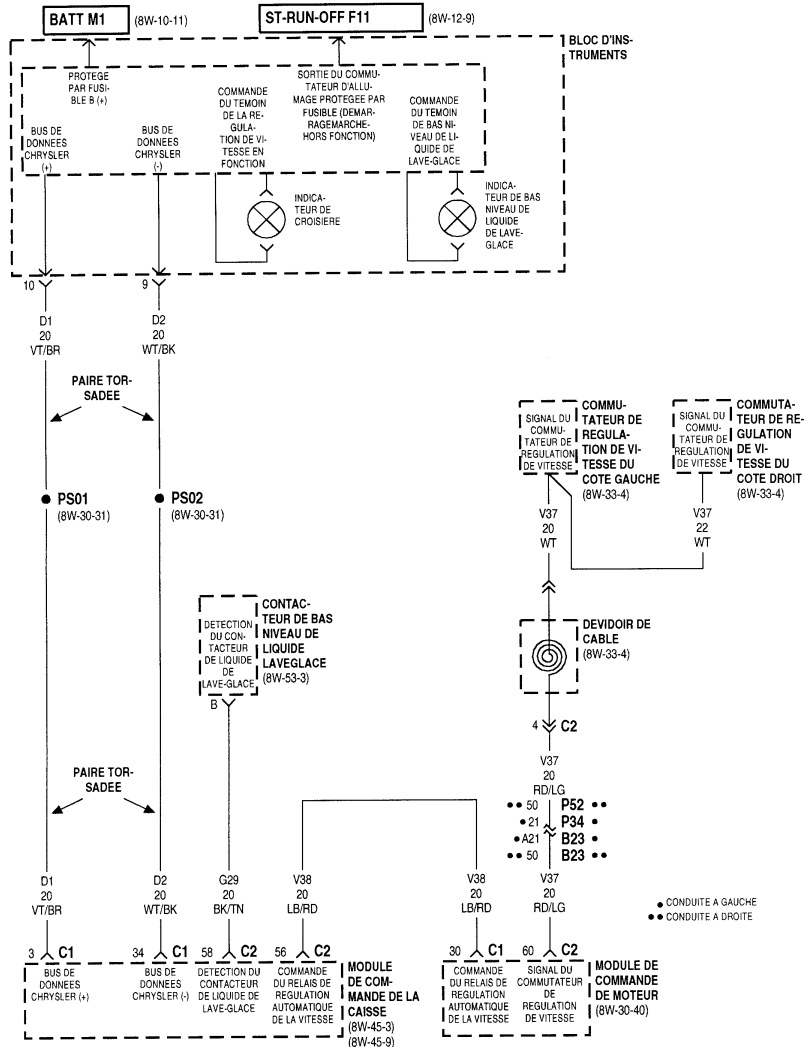 BATT M1 (8W-10-11)
ST-RUN-OFF F11 (8W-12-9)
BLOC D'INS-
TRUMENTS
PROTEGE
PAR FUSI-
BLE B (+)
BUS DE
DONNEES
CHRYSLER
(+)
BUS DE
DONNEES
CHRYSLER
(-)
COMMANDE
DU TEMOIN
DE LA RE-
GULA-
TION DE VI-
TESSE EN
FONCTION
SORTIE DU COMMU-
TATEUR D'ALLU-
MAGE PROTEGEE PAR
FUSIBLE (DEMAR-
RAGEMARCHE-
HORS FONCTION)
COMMANDE
DU TEMOIN
DE BAS NI-
VEAU DE LI-
QUIDE DE
LAVE-GLACE
INDICA-
TEUR DE
CROISIERE
INDICA-
TEUR DE BAS
NIVEAU DE
LIQUIDE
DE LAVE-
GLACE
10
9
D1
20
VT/BR
D2
20
WT/BK
PAIRE TOR-
SADEE
PS01
(8W-30-31)
PS02
(8W-30-31)
SIGNAL DU
COMMU-
TATEUR DE
REGULATION
DE VITESSE
COMMU-
TATEUR DE
REGULA-
TION DE VI-
TESSE DU
COTE GAUCHE
(8W-33-4)
SIGNAL DU
COMMU-
TATEUR DE
REGULATION
DE VITESSE
COMMUTA-
TEUR DE RE-
GULATION
DE VI-
TESSE DU
COTE DROIT
(8W-33-4)
V37
20
WT
V37
22
WT
DETECTION
DU CON-
TACTEUR
DE LIQUIDE
DE
LAVE-GLACE
CONTAC-
TEUR DE BAS
NIVEAU DE
LIQUIDE
LAVEGLACE
(8W-53-3)
B
DEVIDOIR DE
CABLE
(8W-33-4)
4 C2
V37
20
RD/LG
•• 50 P52 ••
• 21 P34 •
• A21 B23 •
•• 50 B23 ••
PAIRE TOR-
SADEE
D1
20
VT/BR
D2
20
WT/BK
G29
20
BK/TN
V38
20
LB/RD
V38
20
LB/RD
V37
20
RD/LG
• CONDUITE A GAUCHE
•• CONDUITE A DROITE
3 C1
34 C1
58 C2
56 C2
30 C1
60 C2
BUS DE
DONNEES
CHRYSLER (+)
BUS DE
DONNEES
CHRYSLER (-)
DETECTION DU
CONTACTEUR
DE LIQUIDE DE
LAVE-GLACE
COMMANDE
DU RELAIS DE
REGULATION
AUTOMATIQUE
DE LA VITESSE
MODULE
DE COM-
MANDE DE LA
CAISSE
(8W-45-3)
(8W-45-9)
COMMANDE
DU RELAIS DE
REGULATION
AUTOMATIQUE
DE LA VITESSE
SIGNAL DU
COMMUTATEUR
DE
REGULATION
DE VITESSE
MODULE DE
COMMANDE
DE MOTEUR
(8W-30-40)